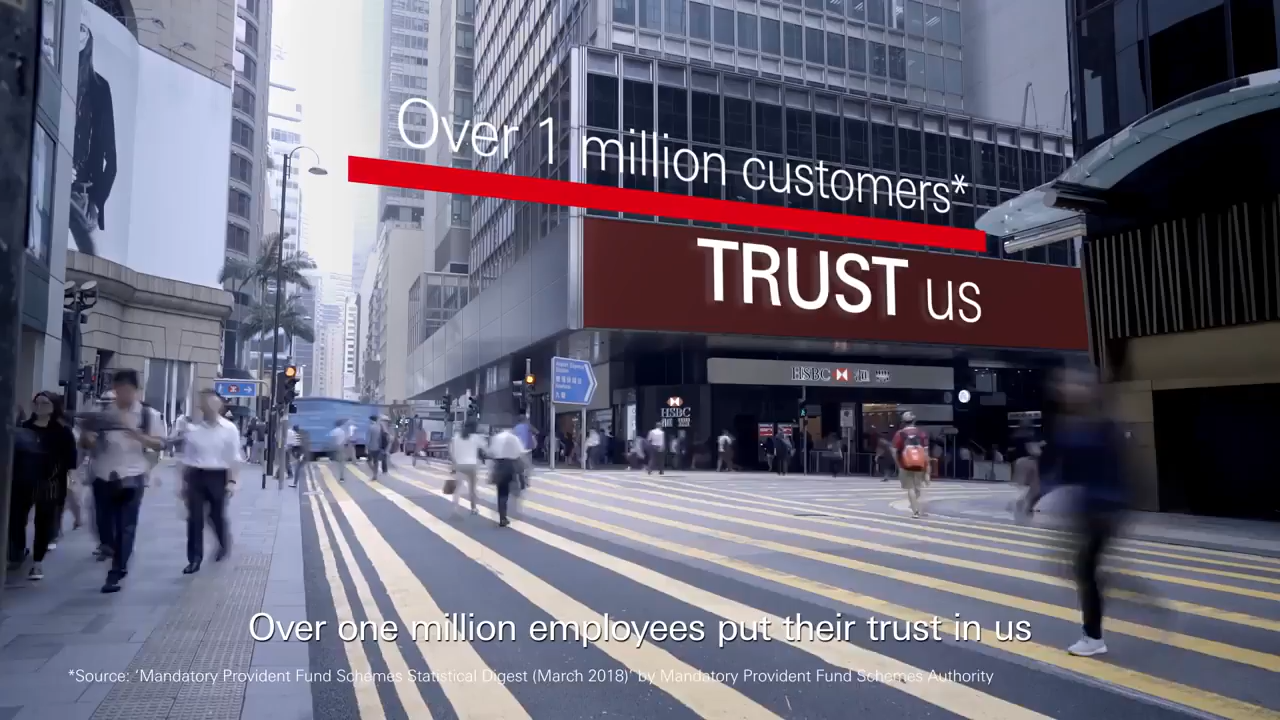 Over 1 million customers*
TRUST us
HSBC
HSBC
Over one million employees put their trust in us
*Source: 'Mandatory Provident Fund Schemes Statistical Digest (March 2018)' by Mandatory Provident Fund Schemes Authority